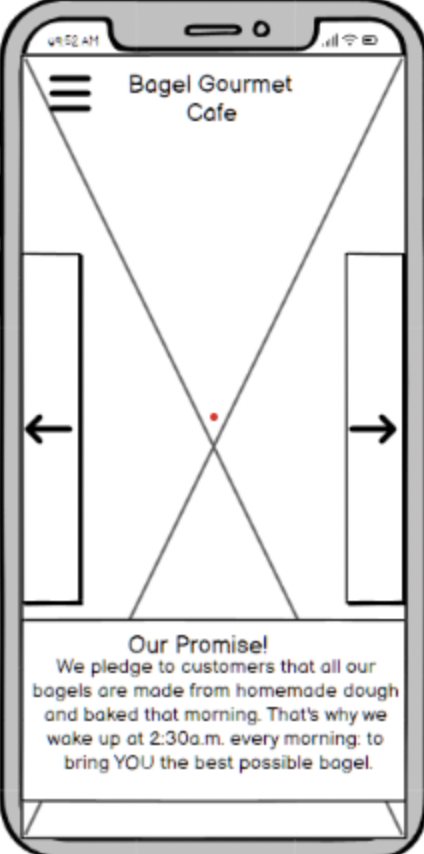 09:52 AM
Bagel Gourmet
Cafe
Our Promise!
We pledge to customers that all our
bagels are made from homemade dough
and baked that morning. That's why we
wake up at 2:30a.m. every morning: to
bring YOU the best possible bagel.